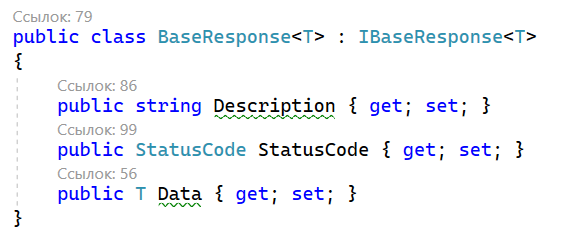 Ссылок: 79
public class BaseResponse<T> : IBaseResponse<T>
{
Ссылок: 86
public string Description { get; set; }
Ссылок: 99
public StatusCode StatusCode { get; set; }
Ссылок: 56
public T Data { get; set; }
}